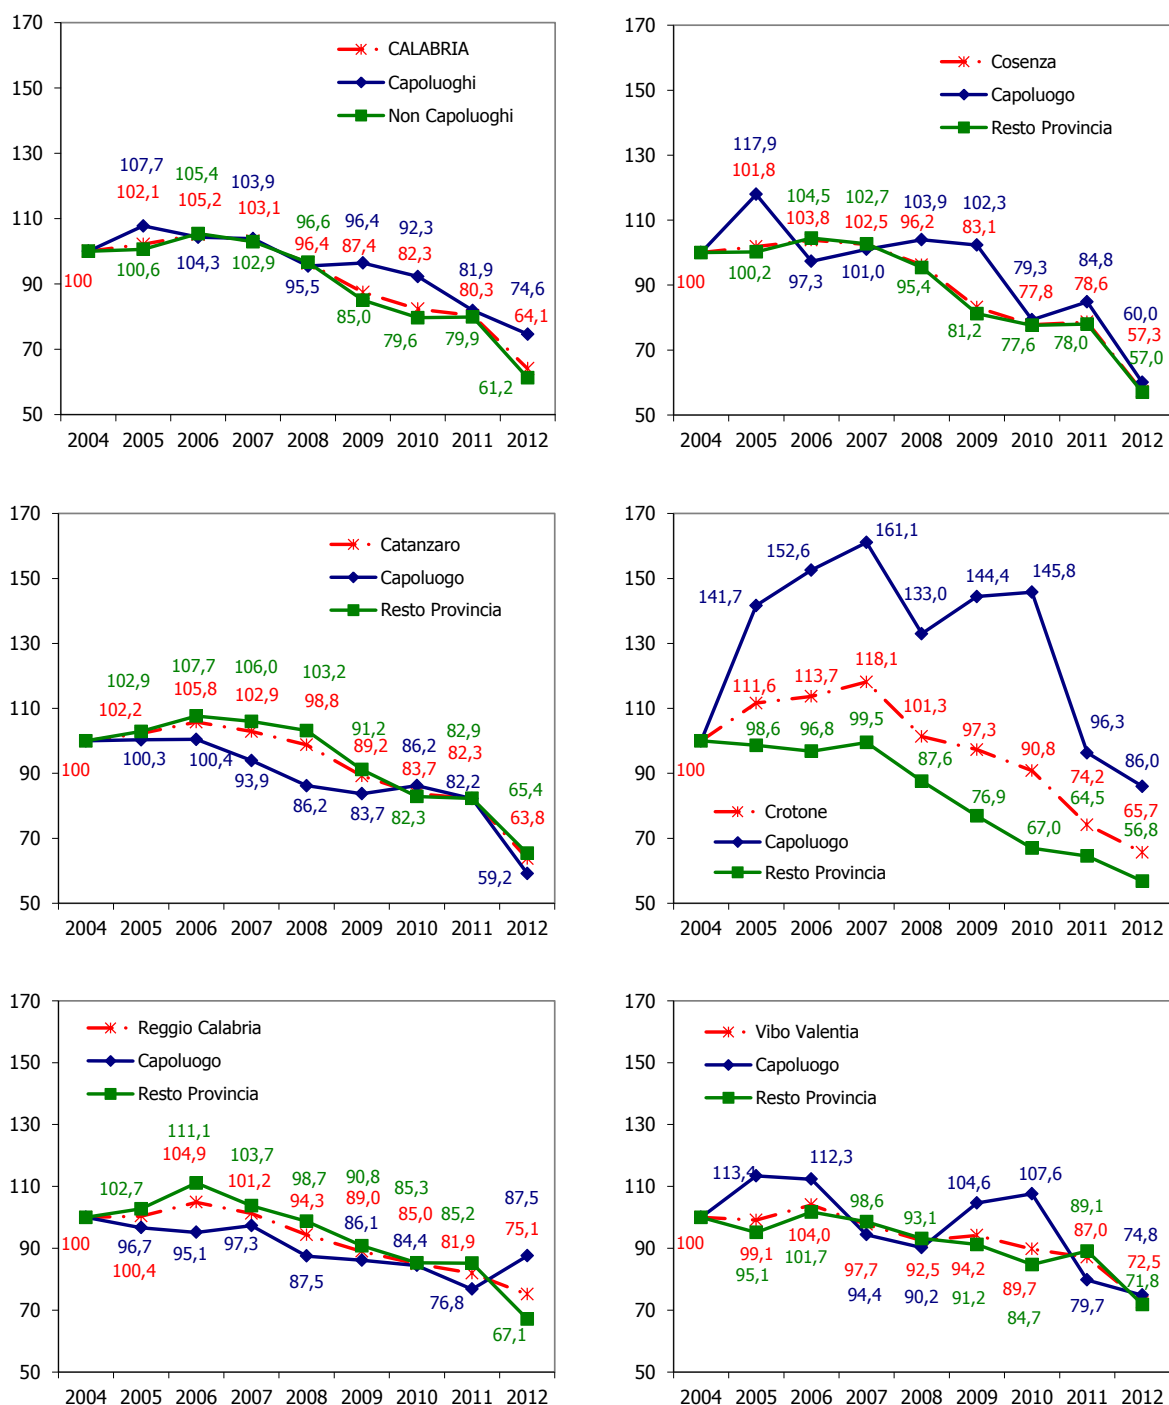 170
150
130
110
90
70
50
CALABRIA
Capoluoghi
Non Capoluoghi
107,7 105,4 103,9
102,1 105,2 103,1 96,6 96,4 92,3
96,4 87,4 82,3 81,9 74,6
80,3 64,1
100 100,6 104,3 102,9 95,5 85,0 79,6 79,9 61,2
2004 2005 2006 2007 2008 2009 2010 2011 2012
170
150
130
110
90
70
50
Cosenza
Capoluogo
Resto Provincia
117,9
101,8 104,5 102,7 103,9 102,3
103,8 102,5 96,2 83,1 79,3 84,8 60,0
77,8 78,6 57,3
57,0
100 100,2 97,3 101,0 95,4 81,2 77,6 78,0
2004 2005 2006 2007 2008 2009 2010 2011 2012
170
150
130
110
90
70
50
Catanzaro
Capoluogo
Resto Provincia
102,9 107,7 106,0 103,2
102,2 105,8 102,9 98,8 91,2 86,2 82,9
89,2 83,7 82,3 65,4
82,2 63,8
100 100,3 100,4 93,9 86,2 83,7 82,3 59,2
2004 2005 2006 2007 2008 2009 2010 2011 2012
170
150
130
110
90
70
50
141,7 152,6 161,1 133,0 144,4 145,8 96,3 86,0
111,6 113,7 118,1 101,3 97,3 90,8 74,2 65,7
100 98,6 96,8 99,5 87,6 76,9 67,0 64,5 56,8
Crotone
Capoluogo
Resto Provincia
2004 2005 2006 2007 2008 2009 2010 2011 2012
170
150
130
110
90
70
50
Reggio Calabria
Capoluogo
Resto Provincia
102,7 111,1 103,7 98,7 90,8 85,3 85,2 87,5
104,9 101,2 94,3 89,0 85,0 81,9 75,1
100 96,7 95,1 97,3 87,5 86,1 84,4 76,8 67,1
100,4
2004 2005 2006 2007 2008 2009 2010 2011 2012
170
150
130
110
90
70
50
Vibo Valentia
Capoluogo
Resto Provincia
113,4 112,3 98,6 93,1 104,6 107,6 89,1 74,8
87,0 72,5
71,8
100 99,1 104,0 97,7 92,5 94,2 89,7 79,7
95,1 101,7 94,4 90,2 91,2 84,7
2004 2005 2006 2007 2008 2009 2010 2011 2012